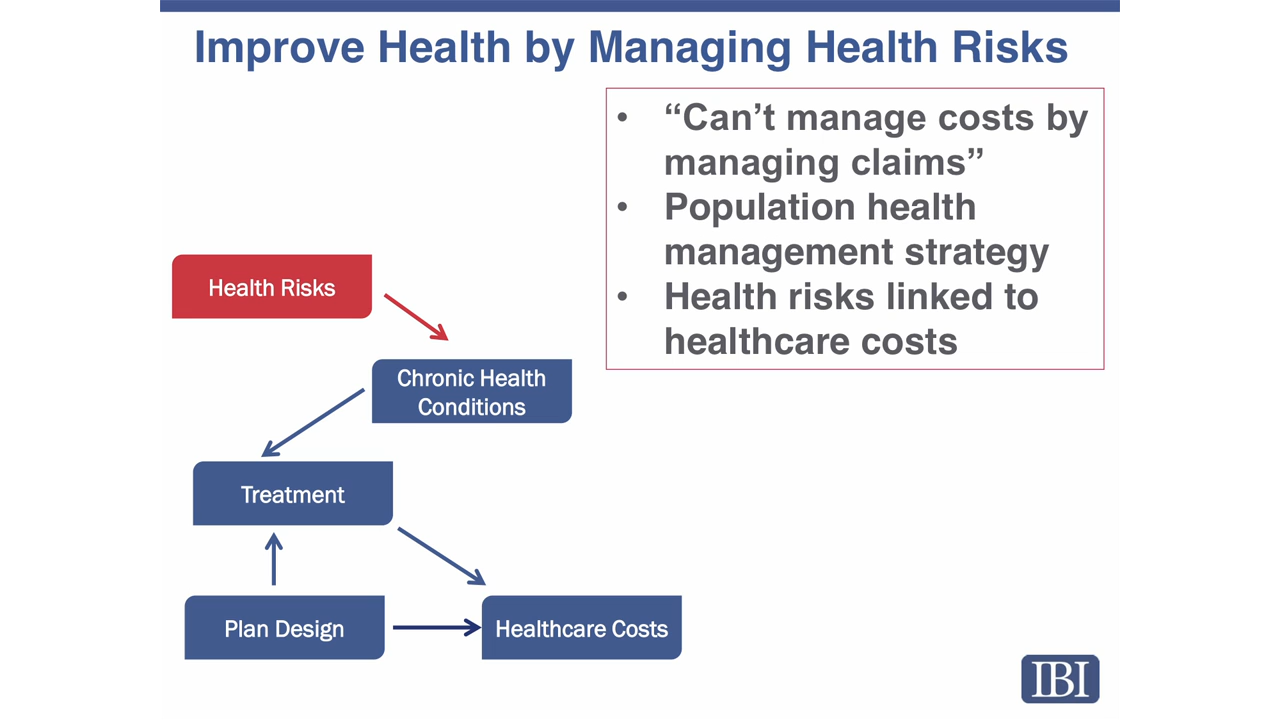 Improve Health by Managing Health Risks
• “Can’t manage costs by
managing claims”
• Population health
management strategy
• Health risks linked to
healthcare costs
Health Risks
Chronic Health
Conditions
Treatment
Plan Design
Healthcare Costs
IBI